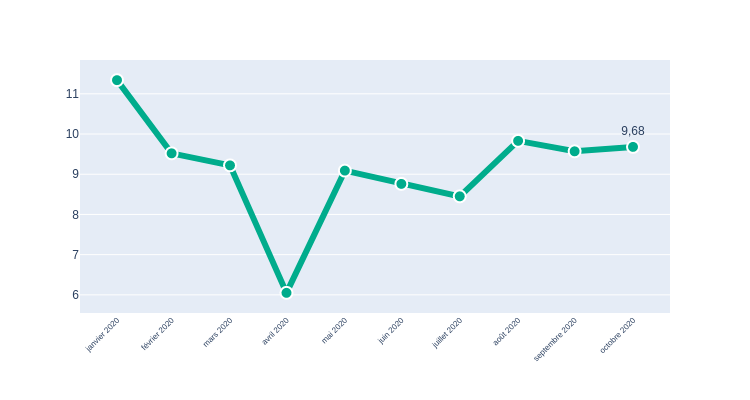 11
10
9
8
7
6
9,68
janvier 2020
février 2020
mars 2020
avril 2020
mai 2020
juin 2020
juillet 2020
août 2020
septembre 2020
octobre 2020